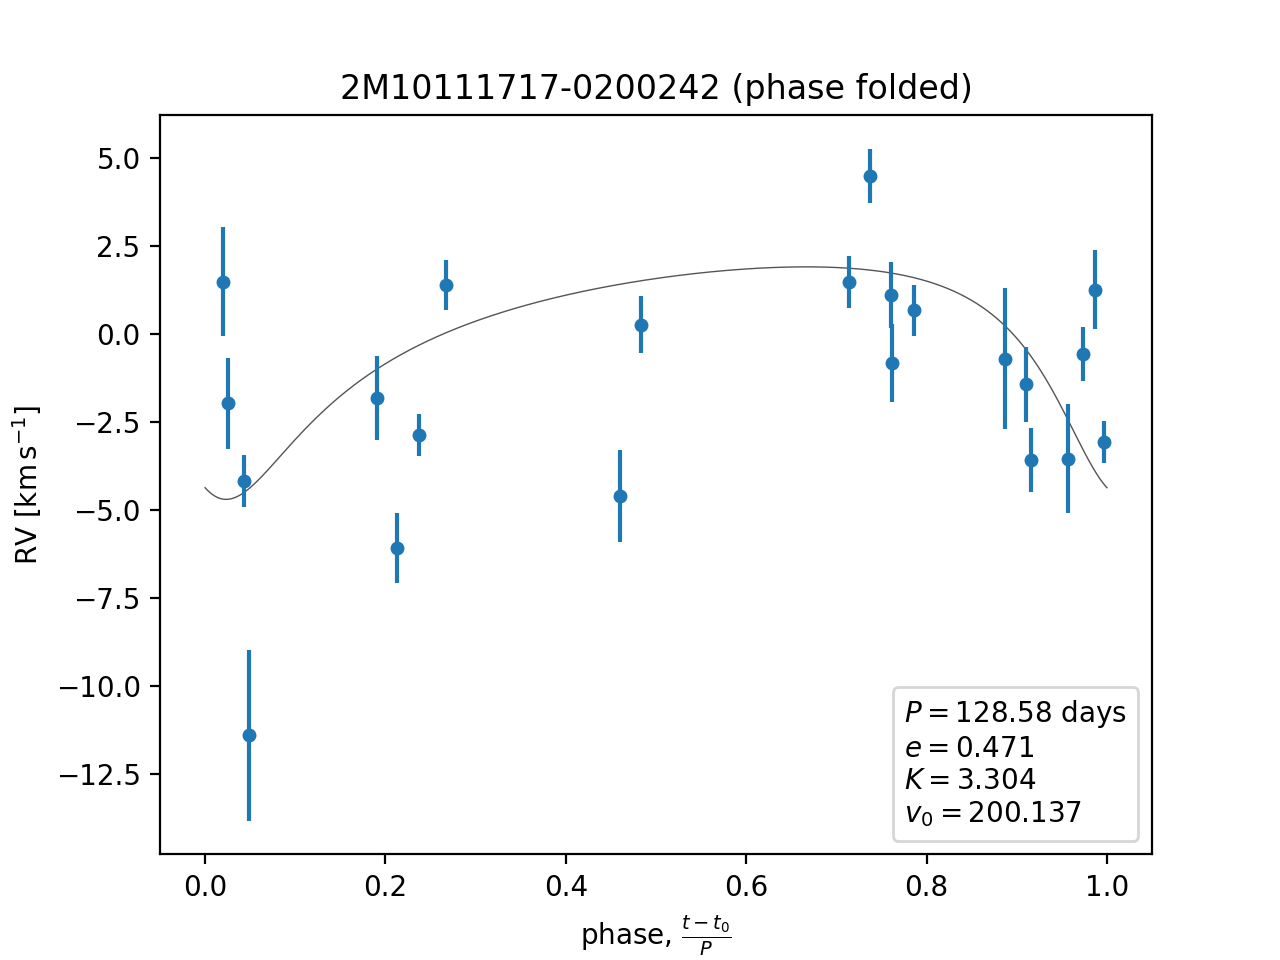 2M10111717-0200242 (phase folded)
RV [km s⁻¹]
5.0
2.5
0.0
−2.5
−5.0
−7.5
−10.0
−12.5
P = 128.58 days
e = 0.471
K = 3.304
v₀ = 200.137
0.0 0.2 0.4 0.6 0.8 1.0
phase, (t − t₀)/P